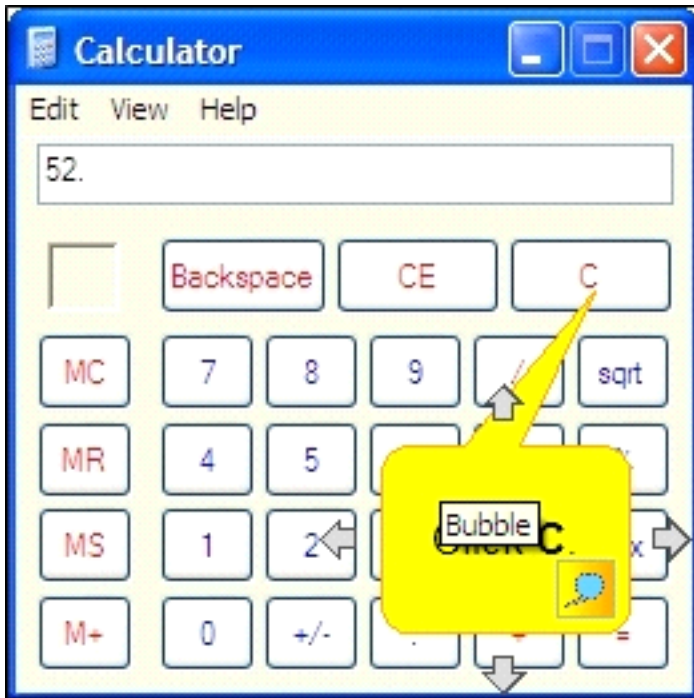 Calculator
Edit View Help
52.
Backspace CE C
MC 7 8 9 / sqrt
MR 4 5
MS 1 2
Click C.
Bubble
M+ 0 +/- . + =